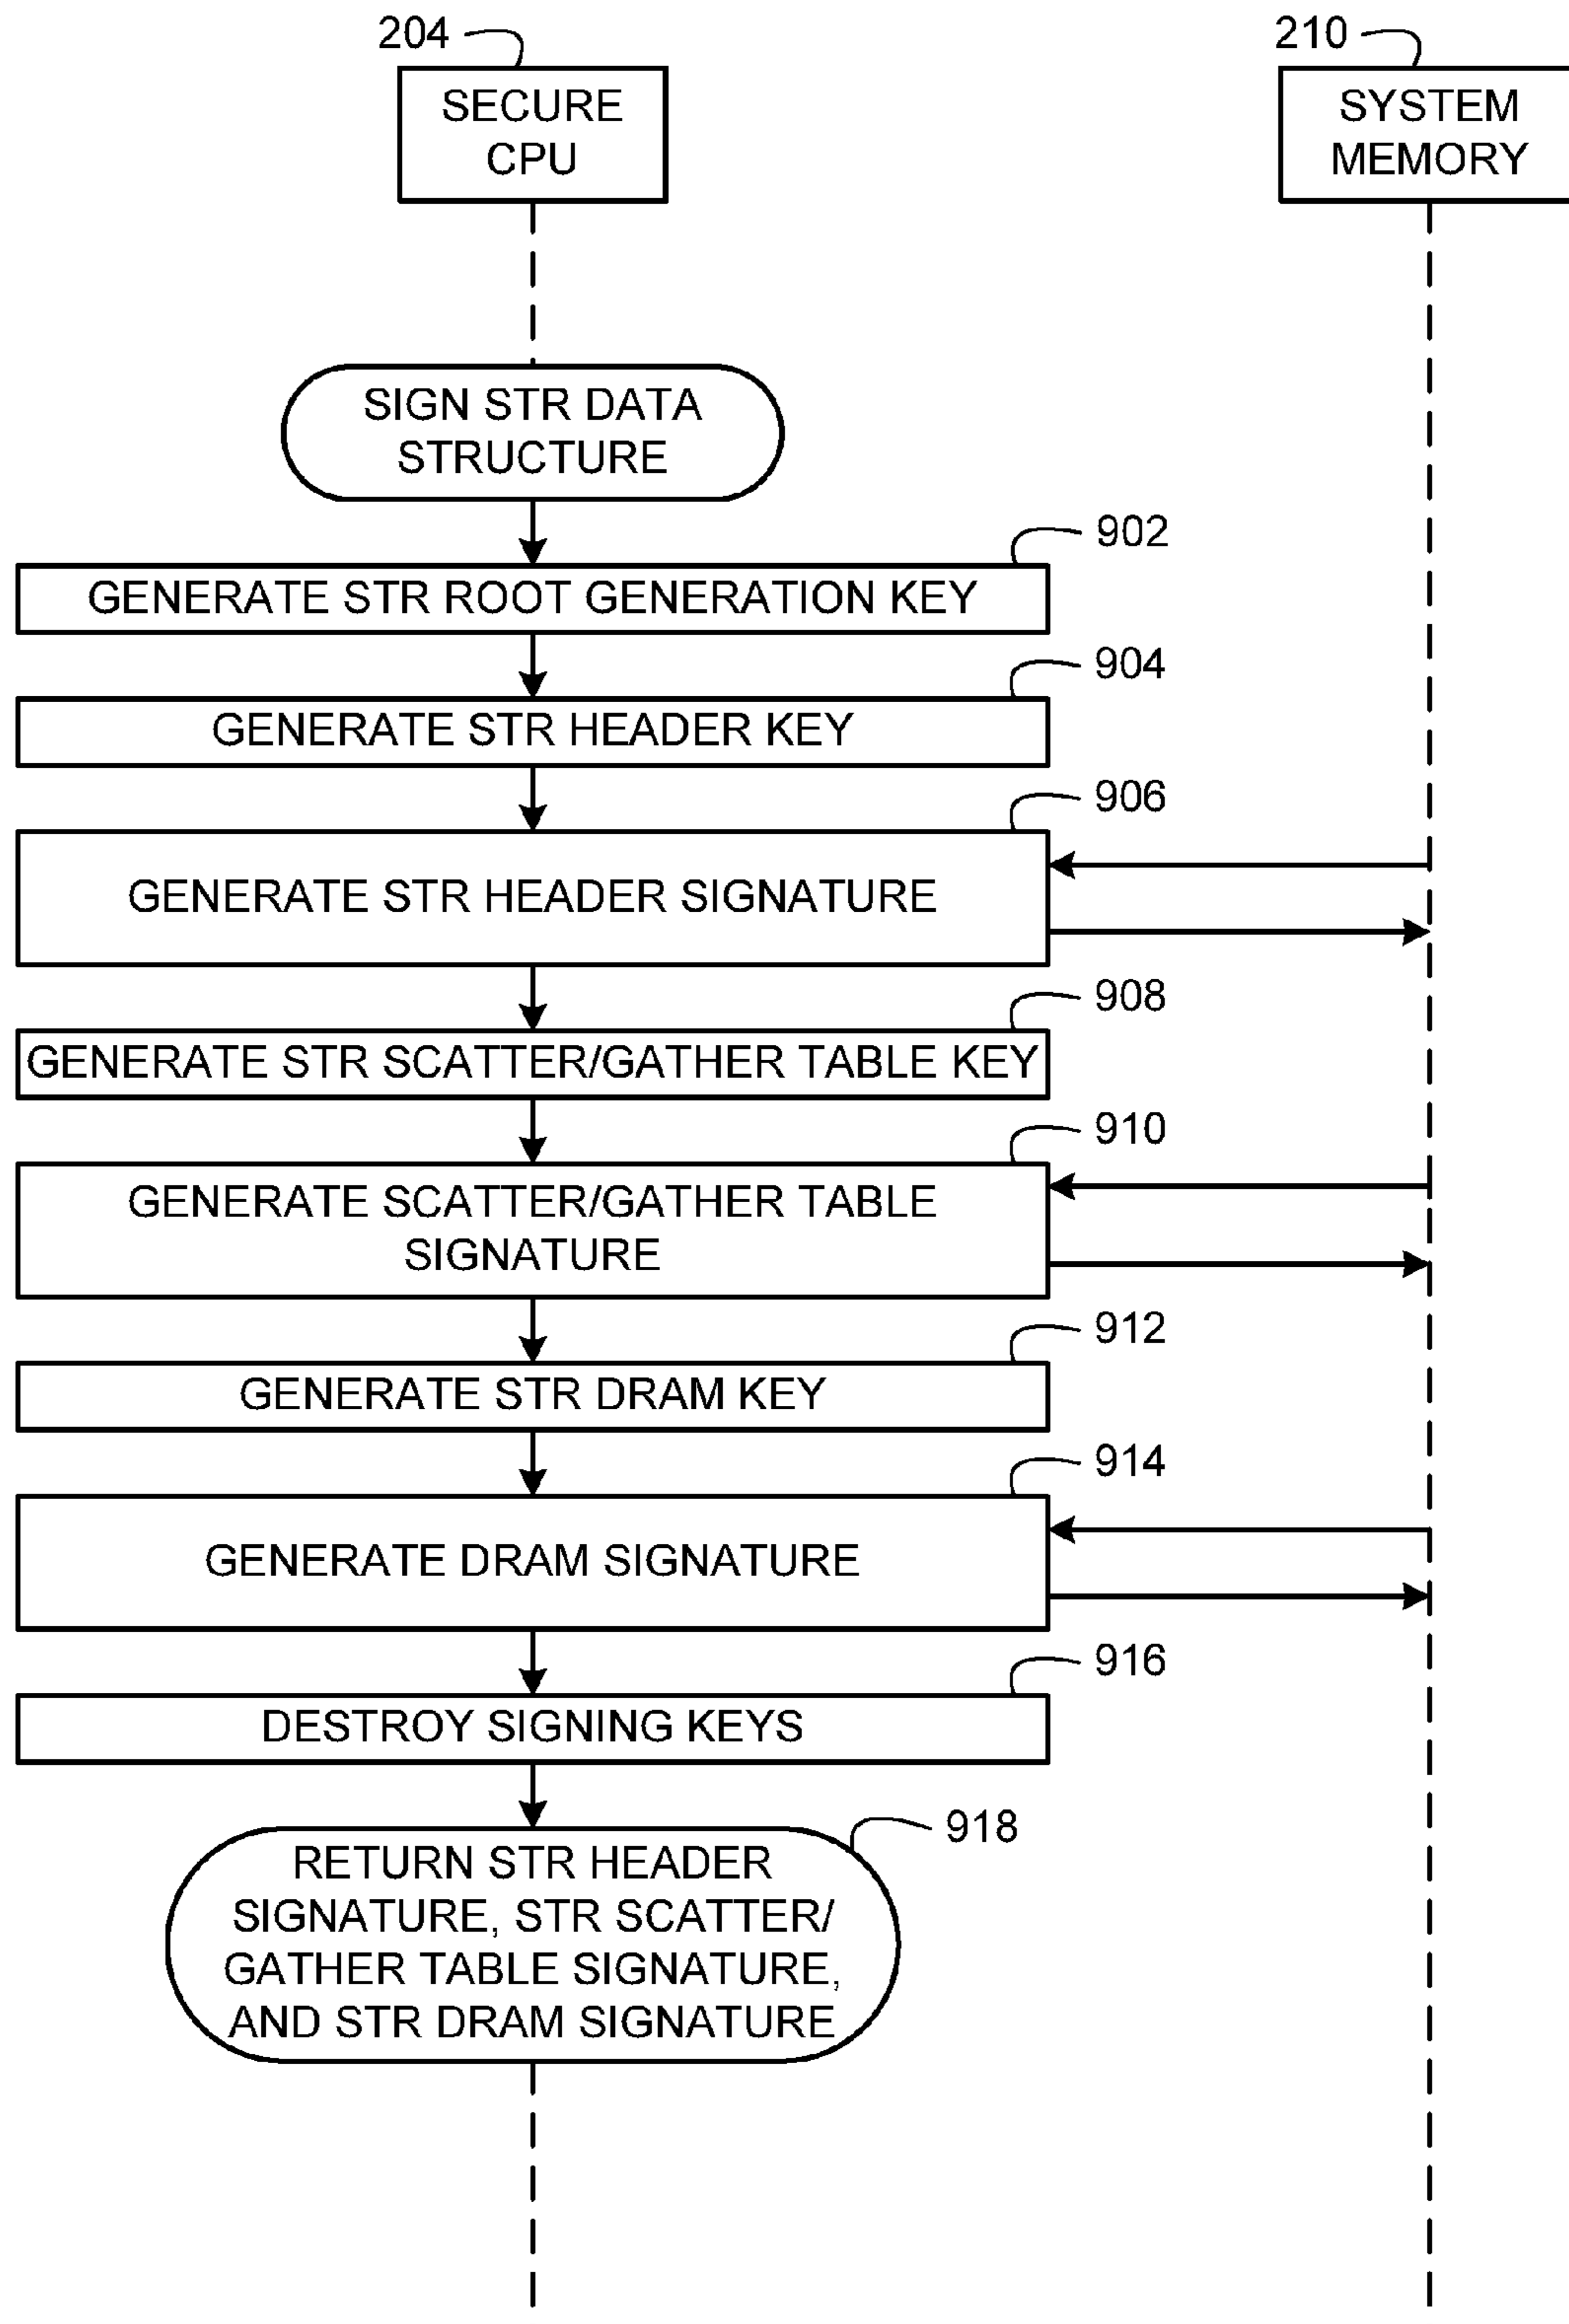 204
210
SECURE
CPU
SYSTEM
MEMORY
SIGN STR DATA
STRUCTURE
902
GENERATE STR ROOT GENERATION KEY
904
GENERATE STR HEADER KEY
906
GENERATE STR HEADER SIGNATURE
908
GENERATE STR SCATTER/GATHER TABLE KEY
910
GENERATE SCATTER/GATHER TABLE
SIGNATURE
912
GENERATE STR DRAM KEY
914
GENERATE DRAM SIGNATURE
916
DESTROY SIGNING KEYS
918
RETURN STR HEADER
SIGNATURE, STR SCATTER/
GATHER TABLE SIGNATURE,
AND STR DRAM SIGNATURE